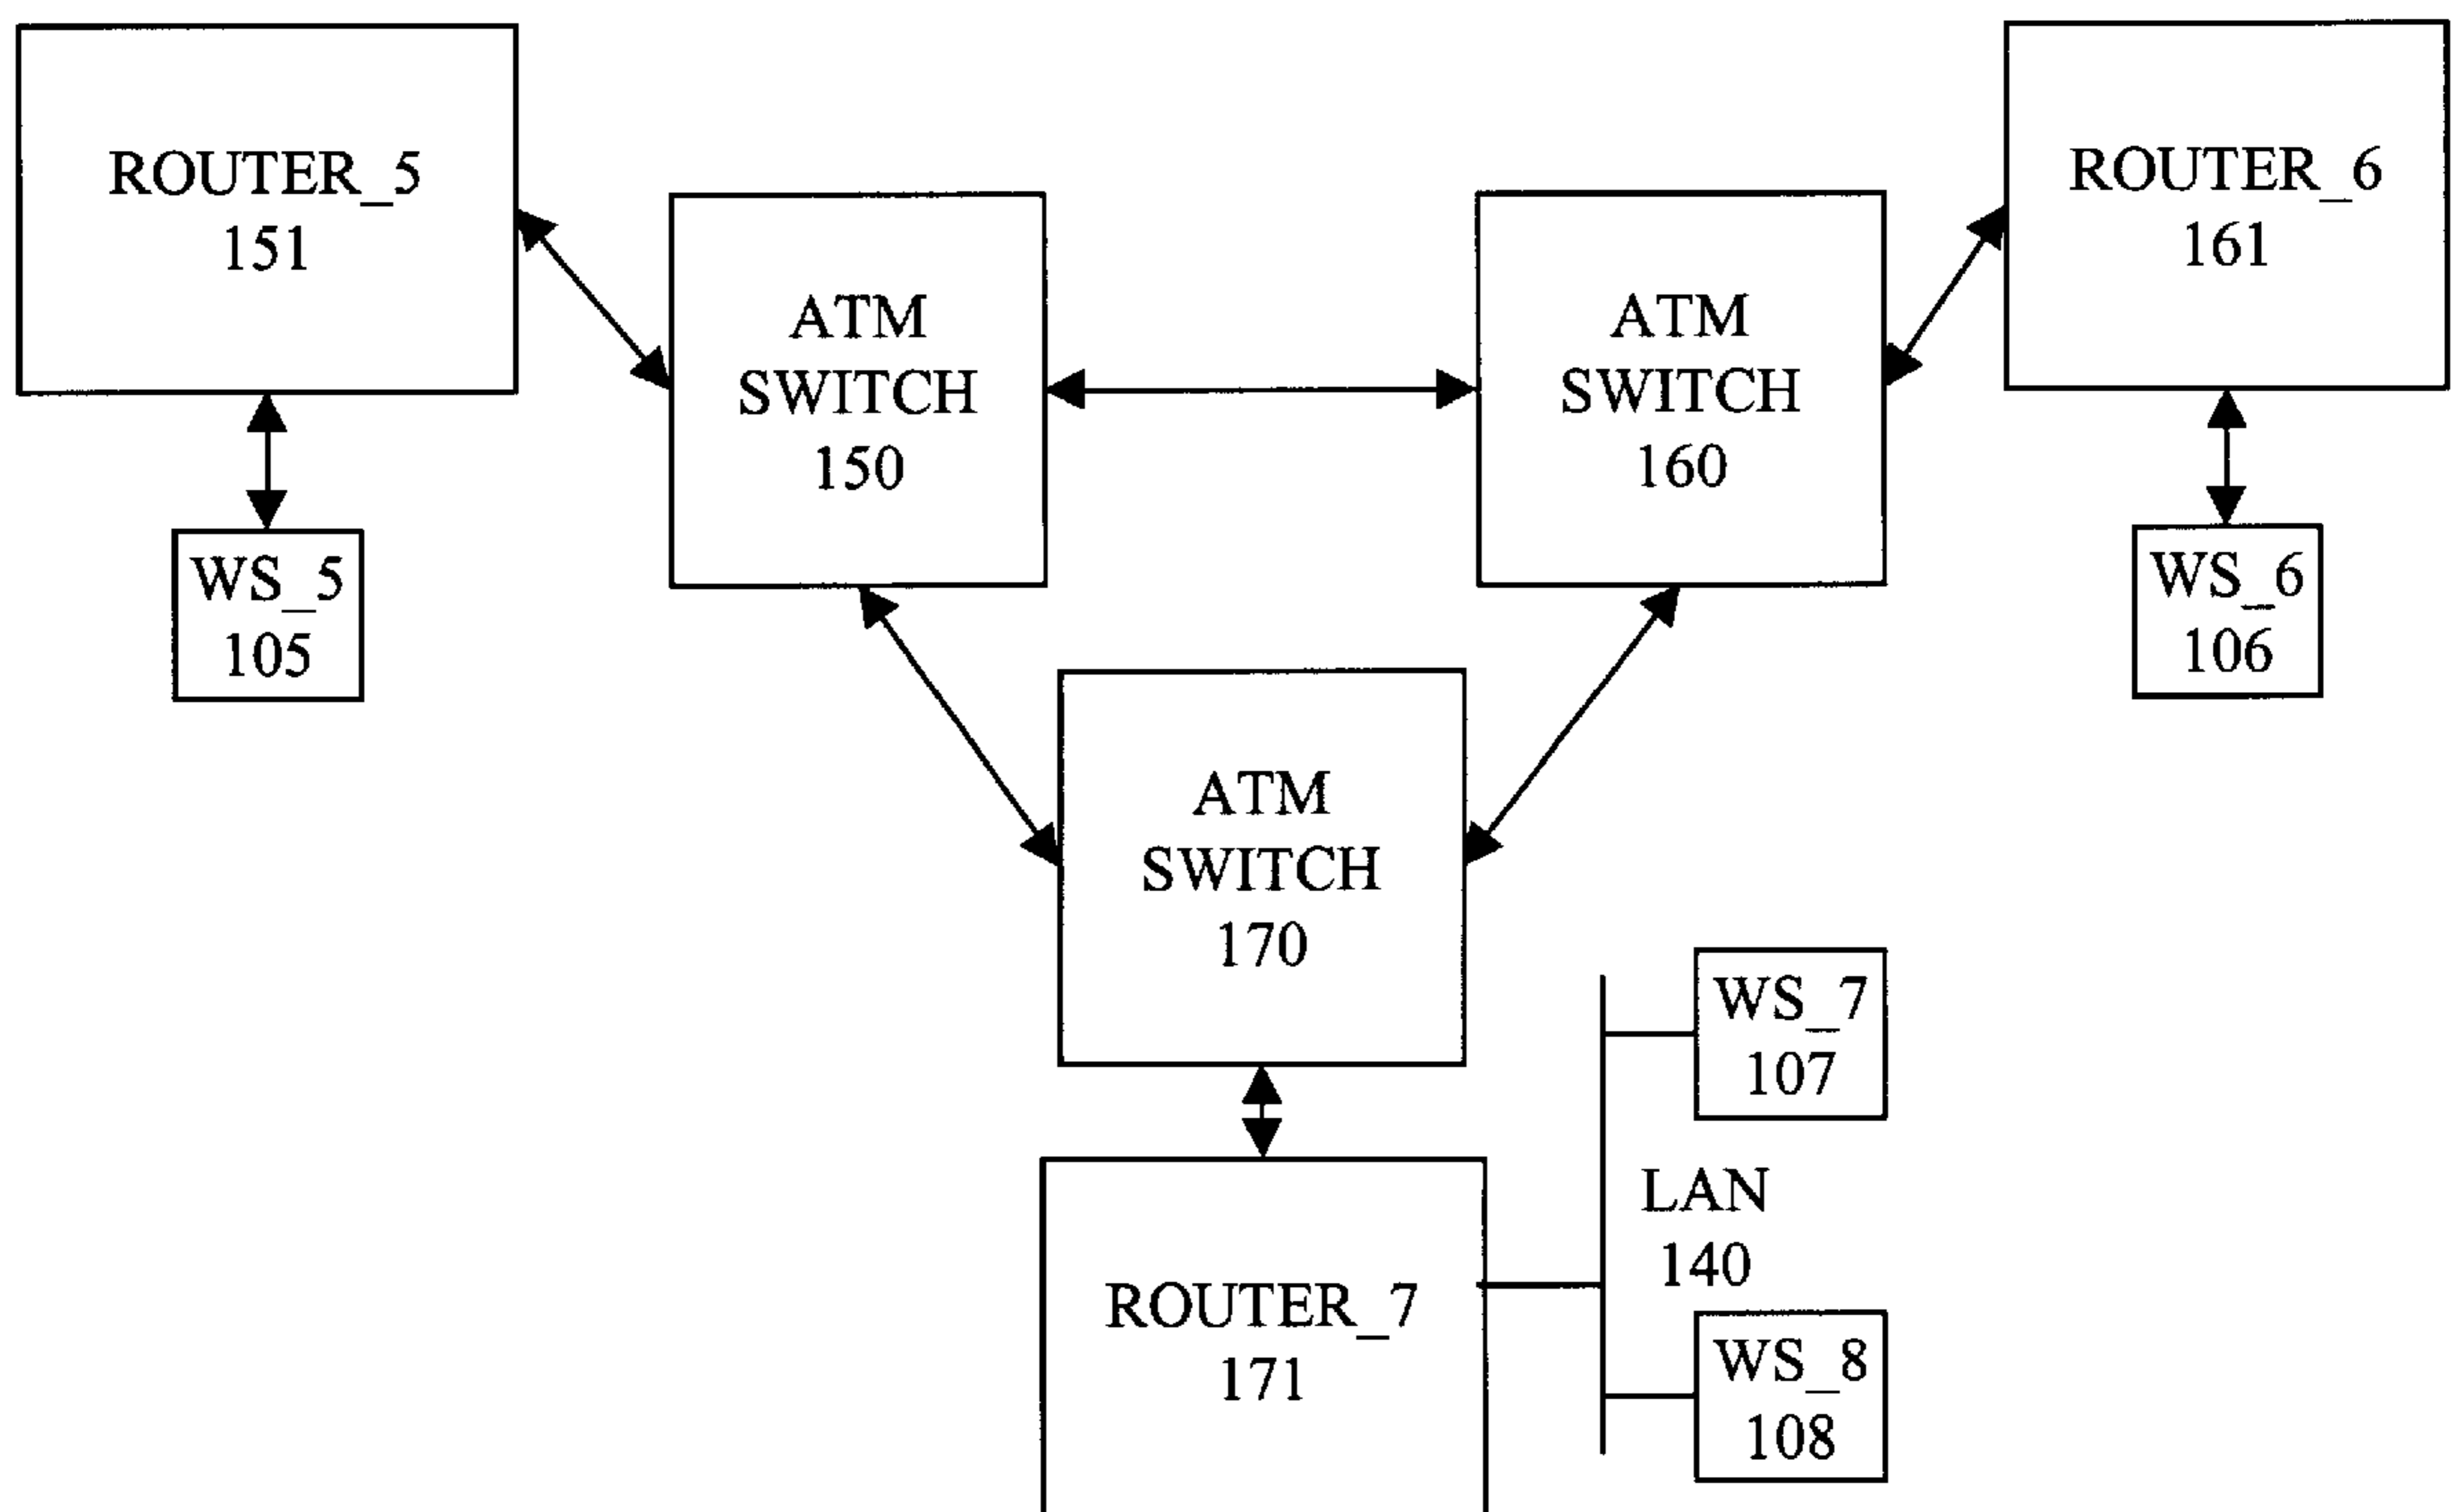 ROUTER_5
151
ROUTER_6
161
ATM
SWITCH
150
ATM
SWITCH
160
WS_5
105
WS_6
106
ATM
SWITCH
170
WS_7
107
LAN
140
ROUTER_7
171
WS_8
108